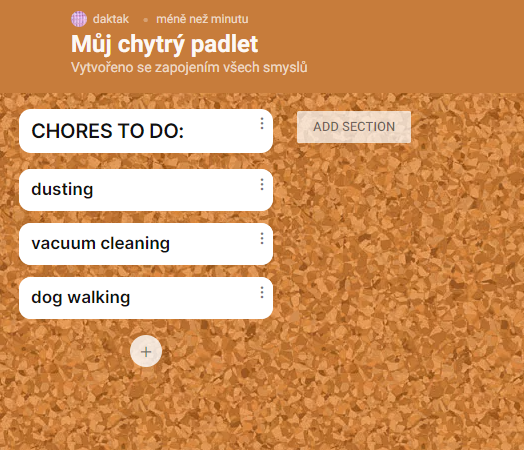 daktak • méně než minutu
Můj chytrý padlet
Vytvořeno se zapojením všech smyslů
CHORES TO DO:
ADD SECTION
dusting
vacuum cleaning
dog walking